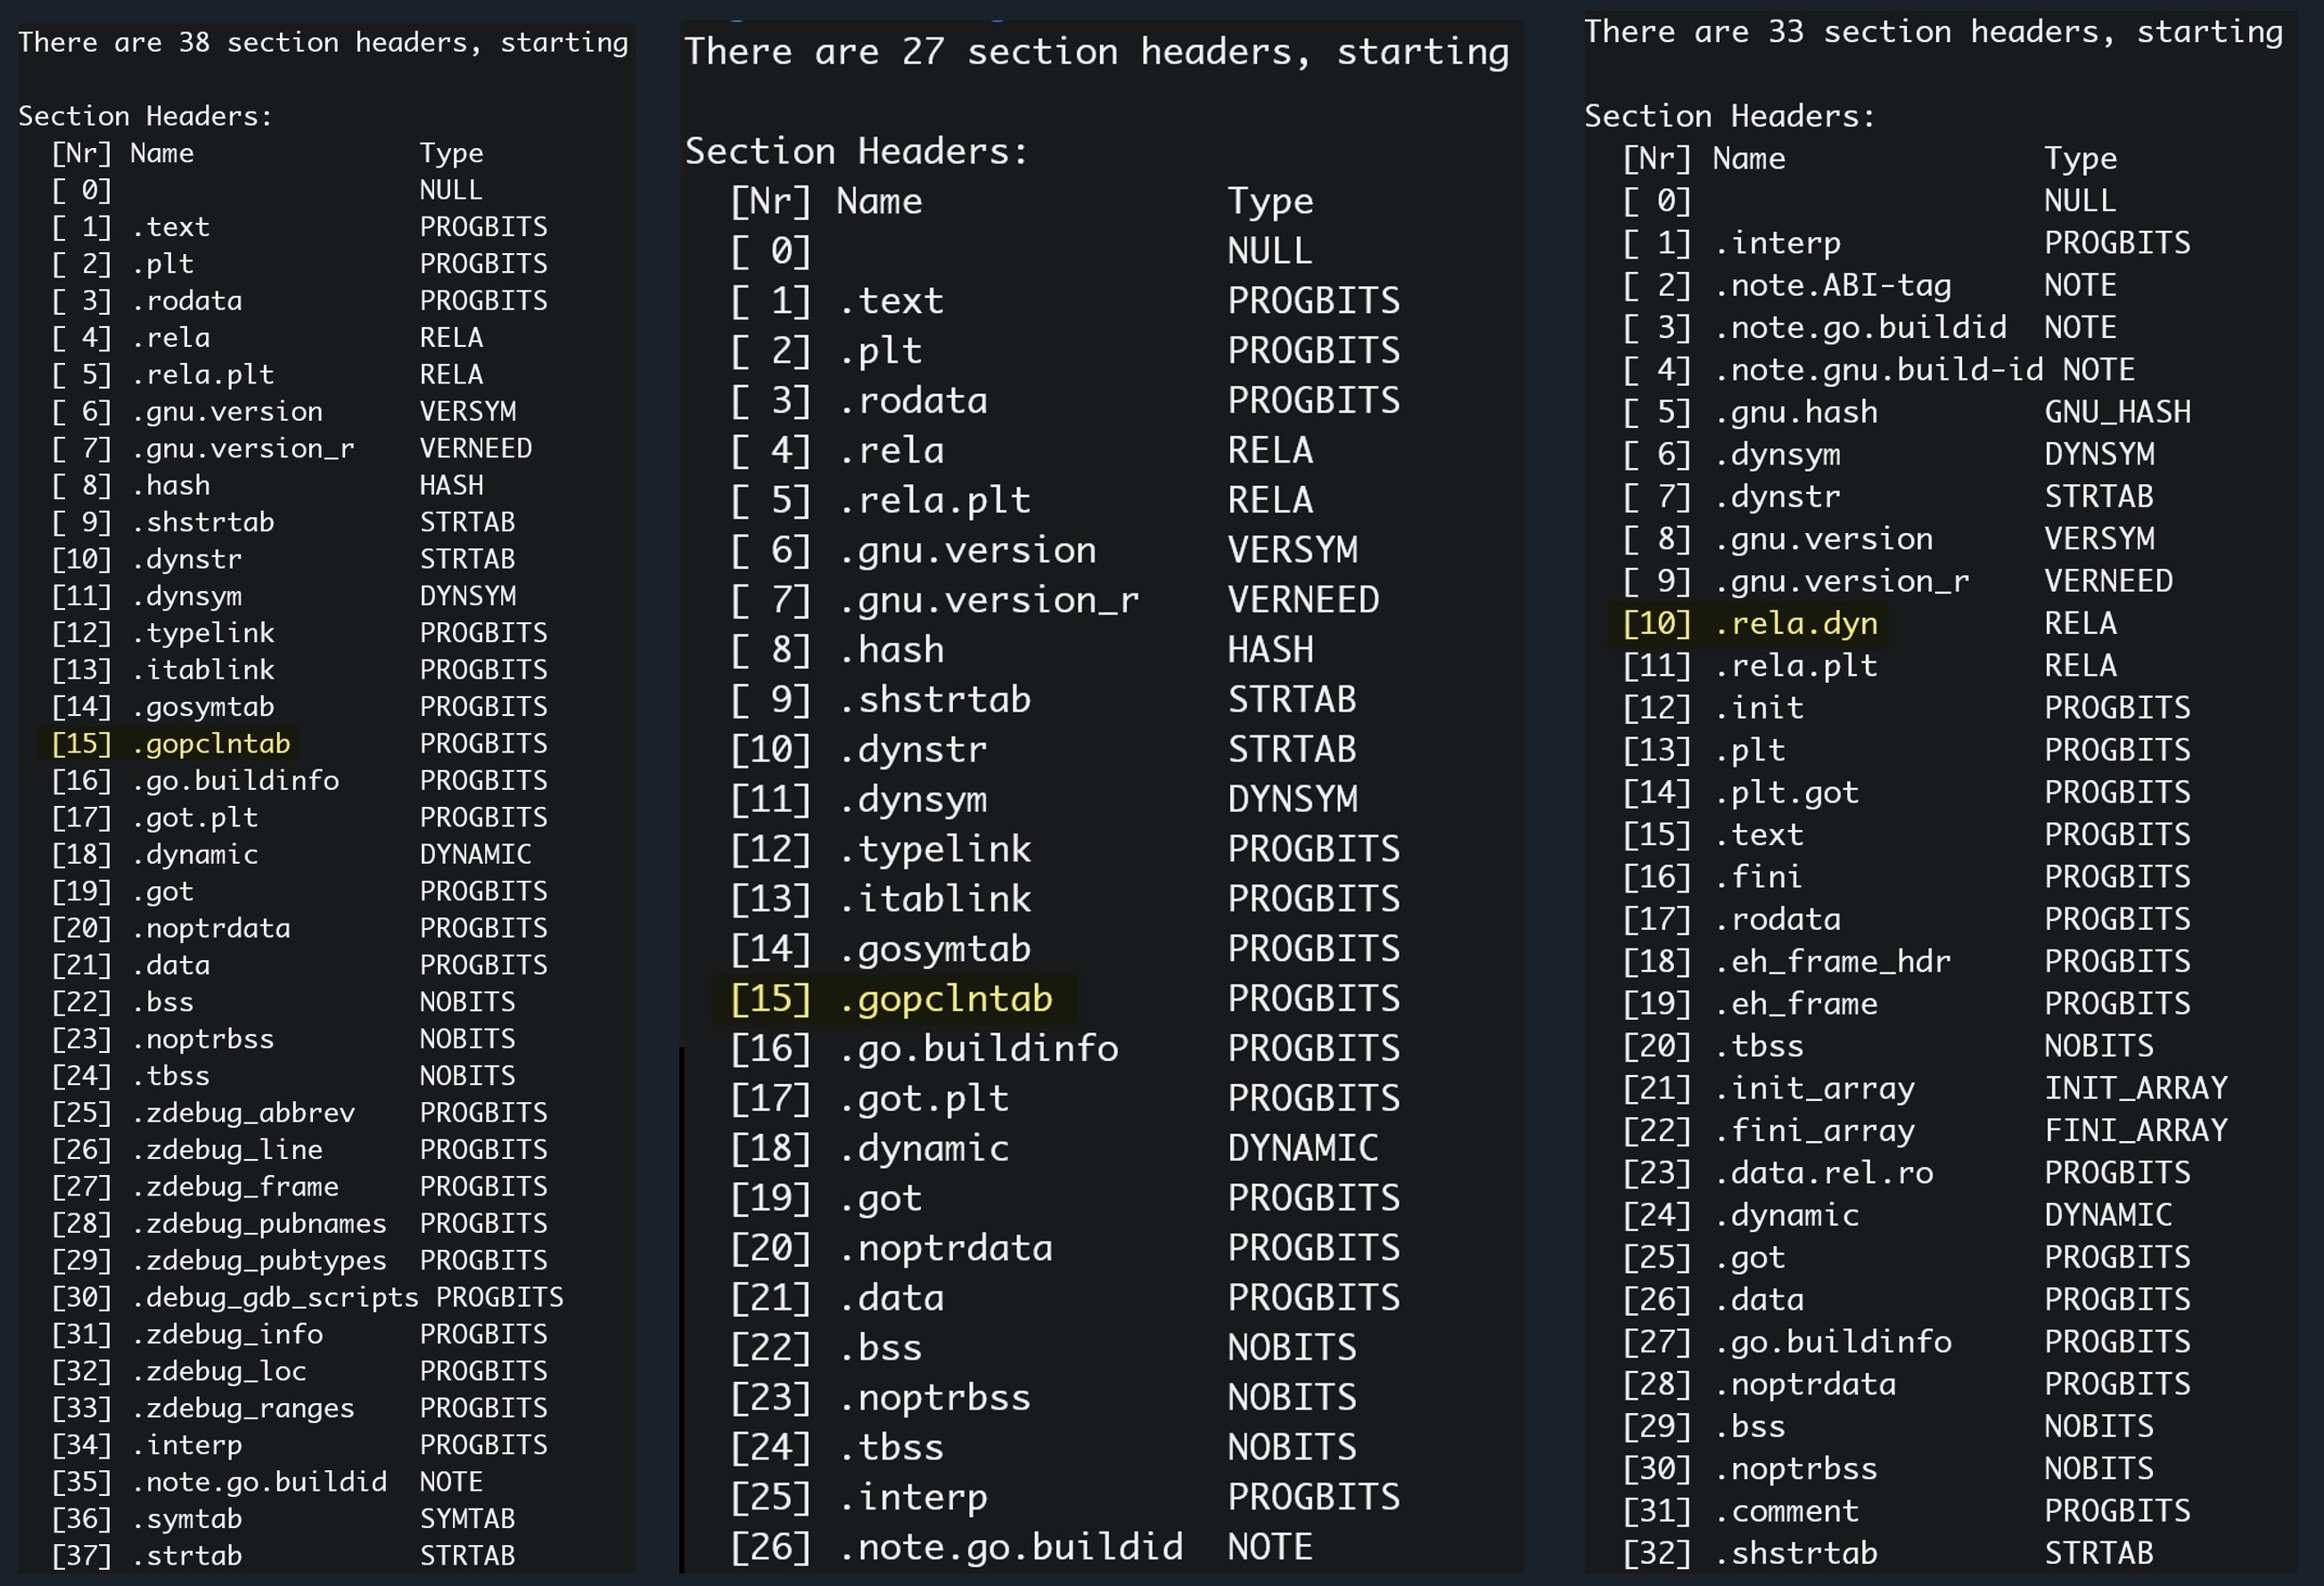 There are 38 section headers, starting

Section Headers:
  [Nr] Name              Type
  [ 0]                   NULL
  [ 1] .text             PROGBITS
  [ 2] .plt              PROGBITS
  [ 3] .rodata           PROGBITS
  [ 4] .rela             RELA
  [ 5] .rela.plt         RELA
  [ 6] .gnu.version      VERSYM
  [ 7] .gnu.version_r    VERNEED
  [ 8] .hash             HASH
  [ 9] .shstrtab         STRTAB
  [10] .dynstr           STRTAB
  [11] .dynsym           DYNSYM
  [12] .typelink         PROGBITS
  [13] .itablink         PROGBITS
  [14] .gosymtab         PROGBITS
  [15] .gopclntab        PROGBITS
  [16] .go.buildinfo     PROGBITS
  [17] .got.plt          PROGBITS
  [18] .dynamic          DYNAMIC
  [19] .got              PROGBITS
  [20] .noptrdata        PROGBITS
  [21] .data             PROGBITS
  [22] .bss              NOBITS
  [23] .noptrbss         NOBITS
  [24] .tbss             NOBITS
  [25] .zdebug_abbrev    PROGBITS
  [26] .zdebug_line      PROGBITS
  [27] .zdebug_frame     PROGBITS
  [28] .zdebug_pubnames  PROGBITS
  [29] .zdebug_pubtypes  PROGBITS
  [30] .debug_gdb_scripts PROGBITS
  [31] .zdebug_info      PROGBITS
  [32] .zdebug_loc       PROGBITS
  [33] .zdebug_ranges    PROGBITS
  [34] .interp           PROGBITS
  [35] .note.go.buildid  NOTE
  [36] .symtab           SYMTAB
  [37] .strtab           STRTAB
There are 27 section headers, starting

Section Headers:
  [Nr] Name              Type
  [ 0]                   NULL
  [ 1] .text             PROGBITS
  [ 2] .plt              PROGBITS
  [ 3] .rodata           PROGBITS
  [ 4] .rela             RELA
  [ 5] .rela.plt         RELA
  [ 6] .gnu.version      VERSYM
  [ 7] .gnu.version_r    VERNEED
  [ 8] .hash             HASH
  [ 9] .shstrtab         STRTAB
  [10] .dynstr           STRTAB
  [11] .dynsym           DYNSYM
  [12] .typelink         PROGBITS
  [13] .itablink         PROGBITS
  [14] .gosymtab         PROGBITS
  [15] .gopclntab        PROGBITS
  [16] .go.buildinfo     PROGBITS
  [17] .got.plt          PROGBITS
  [18] .dynamic          DYNAMIC
  [19] .got              PROGBITS
  [20] .noptrdata        PROGBITS
  [21] .data             PROGBITS
  [22] .bss              NOBITS
  [23] .noptrbss         NOBITS
  [24] .tbss             NOBITS
  [25] .interp           PROGBITS
  [26] .note.go.buildid  NOTE
There are 33 section headers, starting

Section Headers:
  [Nr] Name              Type
  [ 0]                   NULL
  [ 1] .interp           PROGBITS
  [ 2] .note.ABI-tag     NOTE
  [ 3] .note.go.buildid  NOTE
  [ 4] .note.gnu.build-id NOTE
  [ 5] .gnu.hash         GNU_HASH
  [ 6] .dynsym           DYNSYM
  [ 7] .dynstr           STRTAB
  [ 8] .gnu.version      VERSYM
  [ 9] .gnu.version_r    VERNEED
  [10] .rela.dyn         RELA
  [11] .rela.plt         RELA
  [12] .init             PROGBITS
  [13] .plt              PROGBITS
  [14] .plt.got          PROGBITS
  [15] .text             PROGBITS
  [16] .fini             PROGBITS
  [17] .rodata           PROGBITS
  [18] .eh_frame_hdr     PROGBITS
  [19] .eh_frame         PROGBITS
  [20] .tbss             NOBITS
  [21] .init_array       INIT_ARRAY
  [22] .fini_array       FINI_ARRAY
  [23] .data.rel.ro      PROGBITS
  [24] .dynamic          DYNAMIC
  [25] .got              PROGBITS
  [26] .data             PROGBITS
  [27] .go.buildinfo     PROGBITS
  [28] .noptrdata        PROGBITS
  [29] .bss              NOBITS
  [30] .noptrbss         NOBITS
  [31] .comment          PROGBITS
  [32] .shstrtab         STRTAB